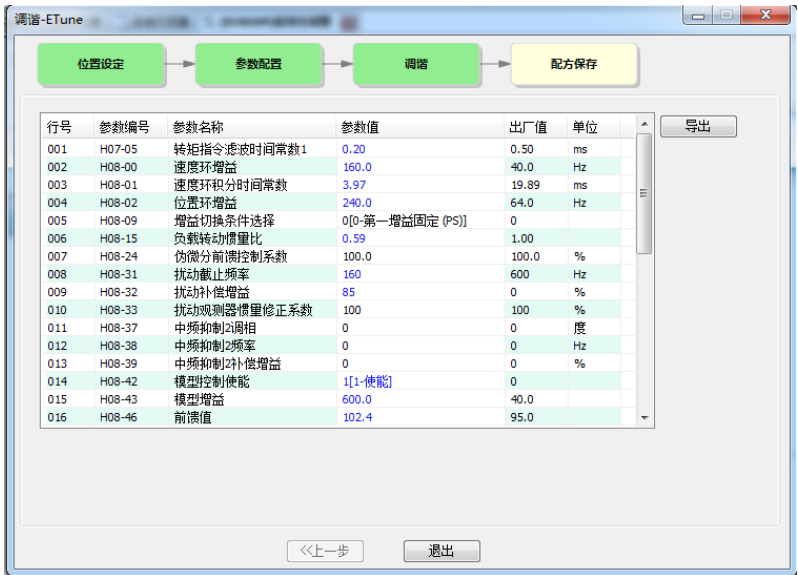 调谐-ETune
位置设定 参数配置 调谐 配方保存
行号 参数编号 参数名称 参数值 出厂值 单位 导出
001 H07-05 转矩指令滤波时间常数1 0.20 0.50 ms
002 H08-00 速度环增益 160.0 40.0 Hz
003 H08-01 速度环积分时间常数 3.97 19.89 ms
004 H08-02 位置环增益 240.0 64.0 Hz
005 H08-09 增益切换条件选择 0[0-第一增益固定 (PS)] 0
006 H08-15 负载转动惯量比 0.59 1.00
007 H08-24 伪微分前馈控制系数 100.0 100.0 %
008 H08-31 扰动截止频率 160 600 Hz
009 H08-32 扰动补偿增益 85 0 %
010 H08-33 扰动观测器惯量修正系数 100 100 %
011 H08-37 中频抑制2调相 0 0 度
012 H08-38 中频抑制2频率 0 0 Hz
013 H08-39 中频抑制2补偿增益 0 0 %
014 H08-42 模型控制使能 1[1-使能] 0
015 H08-43 模型增益 600.0 40.0
016 H08-46 前馈值 102.4 95.0
<<上一步 退出